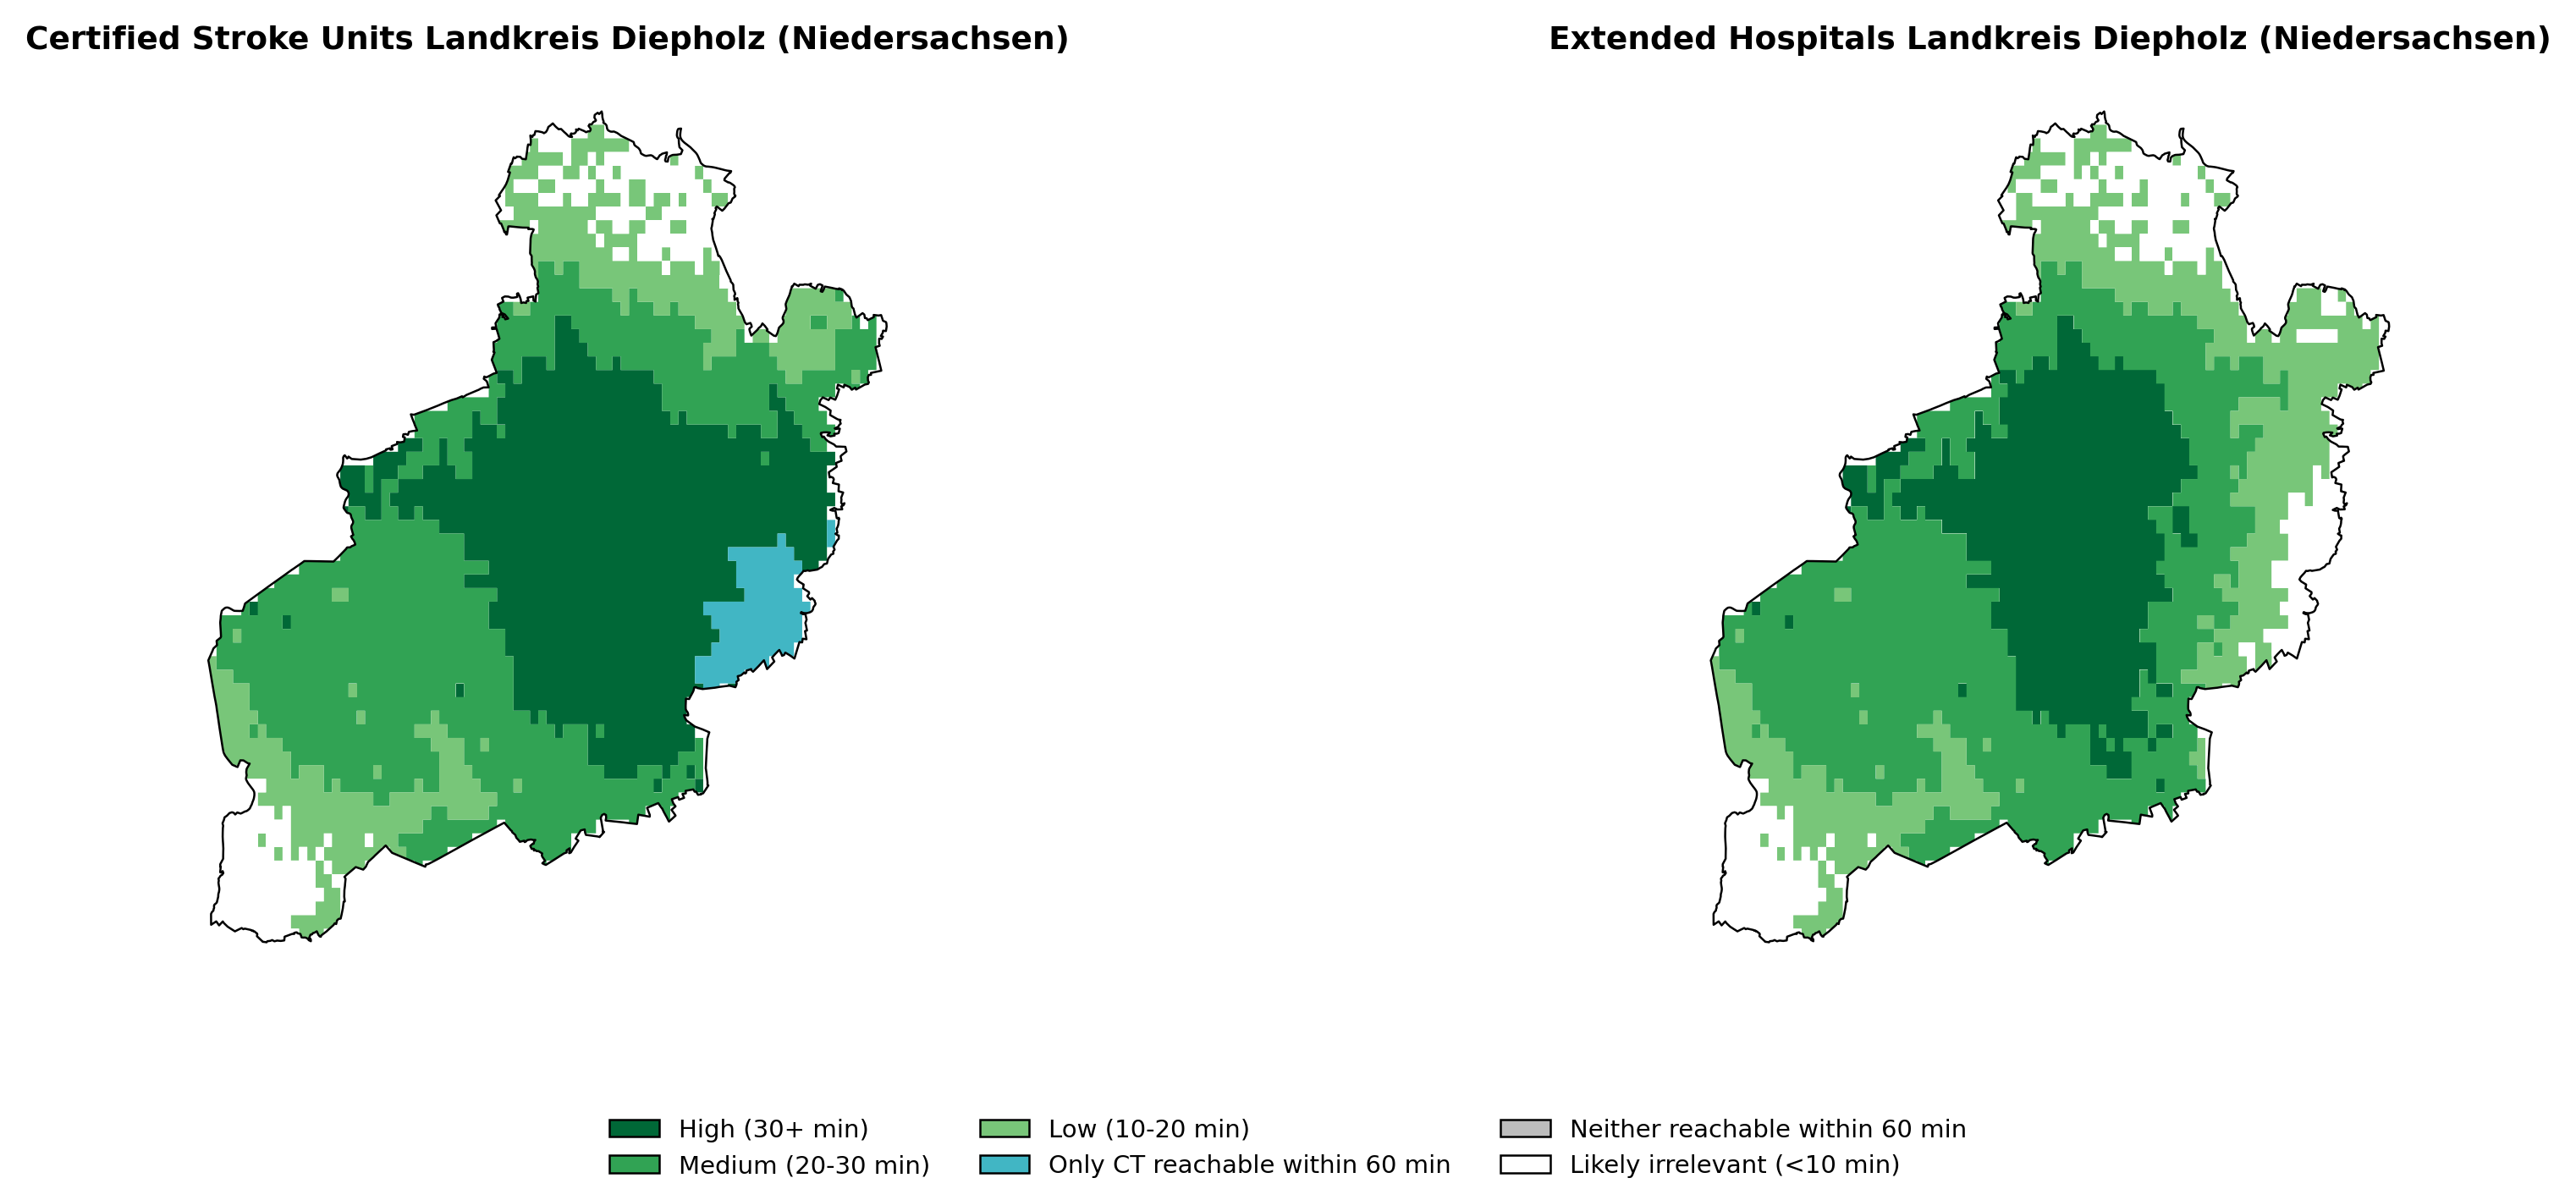 Certified Stroke Units Landkreis Diepholz (Niedersachsen)
Extended Hospitals Landkreis Diepholz (Niedersachsen)
High (30+ min)
Medium (20-30 min)
Low (10-20 min)
Only CT reachable within 60 min
Neither reachable within 60 min
Likely irrelevant (<10 min)